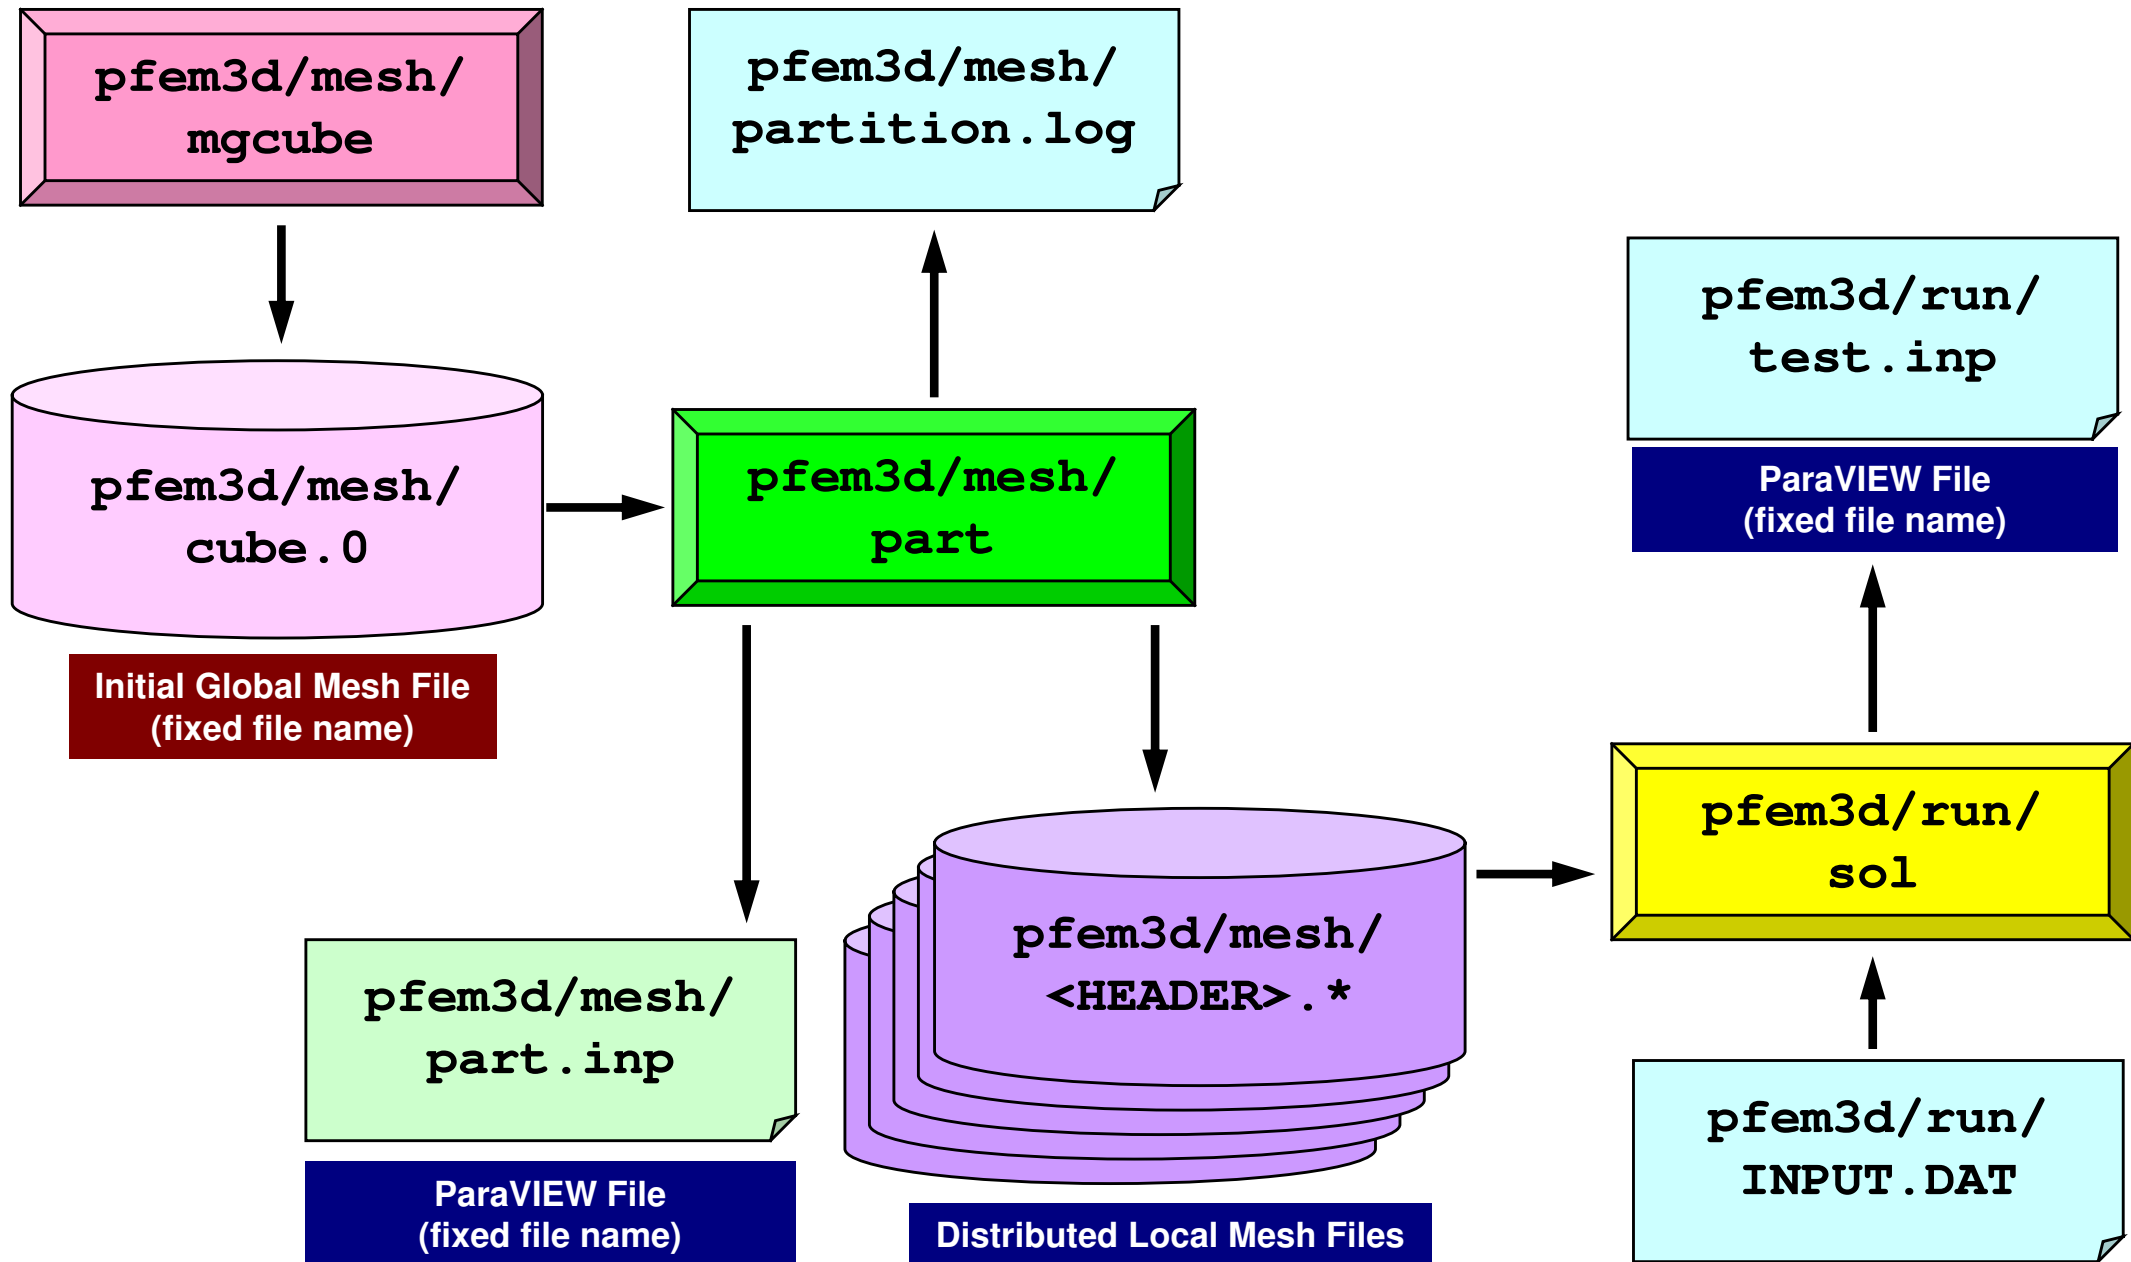 pfem3d/mesh/
mgcube
pfem3d/mesh/
partition.log
pfem3d/run/
test.inp
ParaVIEW File
(fixed file name)
pfem3d/mesh/
cube.0
Initial Global Mesh File
(fixed file name)
pfem3d/mesh/
part
pfem3d/run/
sol
pfem3d/mesh/
part.inp
ParaVIEW File
(fixed file name)
pfem3d/mesh/
<HEADER>.*
Distributed Local Mesh Files
pfem3d/run/
INPUT.DAT